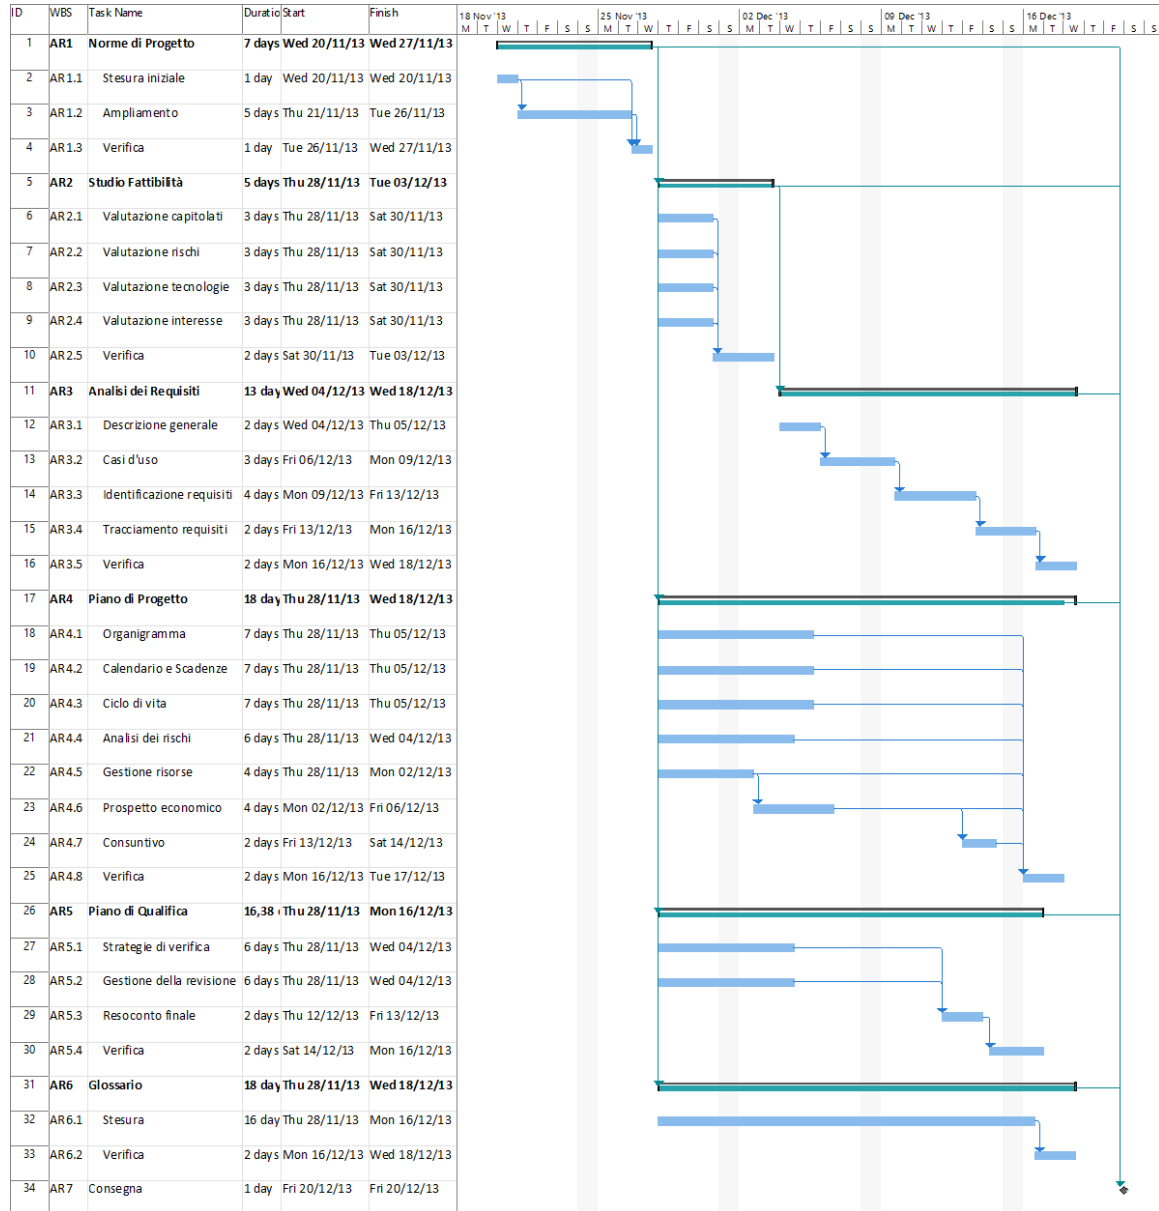 ID WBS Task Name Duratio Start Finish 18 Nov '13 25 Nov '13 02 Dec '13 09 Dec '13 16 Dec '13
M T W T F S S M T W T F S S M T W T F S S M T W T F S S M T W T F S S
1 AR1 Norme di Progetto 7 days Wed 20/11/13 Wed 27/11/13
2 AR1.1 Stesura iniziale 1 day Wed 20/11/13 Wed 20/11/13
3 AR1.2 Ampliamento 5 days Thu 21/11/13 Tue 26/11/13
4 AR1.3 Verifica 1 day Tue 26/11/13 Wed 27/11/13
5 AR2 Studio Fattibilità 5 days Thu 28/11/13 Tue 03/12/13
6 AR2.1 Valutazione capitolati 3 days Thu 28/11/13 Sat 30/11/13
7 AR2.2 Valutazione rischi 3 days Thu 28/11/13 Sat 30/11/13
8 AR2.3 Valutazione tecnologie 3 days Thu 28/11/13 Sat 30/11/13
9 AR2.4 Valutazione interesse 3 days Thu 28/11/13 Sat 30/11/13
10 AR2.5 Verifica 2 days Sat 30/11/13 Tue 03/12/13
11 AR3 Analisi dei Requisiti 13 day Wed 04/12/13 Wed 18/12/13
12 AR3.1 Descrizione generale 2 days Wed 04/12/13 Thu 05/12/13
13 AR3.2 Casi d'uso 3 days Fri 06/12/13 Mon 09/12/13
14 AR3.3 Identificazione requisiti 4 days Mon 09/12/13 Fri 13/12/13
15 AR3.4 Tracciamento requisiti 2 days Fri 13/12/13 Mon 16/12/13
16 AR3.5 Verifica 2 days Mon 16/12/13 Wed 18/12/13
17 AR4 Piano di Progetto 18 day Thu 28/11/13 Wed 18/12/13
18 AR4.1 Organigramma 7 days Thu 28/11/13 Thu 05/12/13
19 AR4.2 Calendario e Scadenze 7 days Thu 28/11/13 Thu 05/12/13
20 AR4.3 Ciclo di vita 7 days Thu 28/11/13 Thu 05/12/13
21 AR4.4 Analisi dei rischi 6 days Thu 28/11/13 Wed 04/12/13
22 AR4.5 Gestione risorse 4 days Thu 28/11/13 Mon 02/12/13
23 AR4.6 Prospetto economico 4 days Mon 02/12/13 Fri 06/12/13
24 AR4.7 Consuntivo 2 days Fri 13/12/13 Sat 14/12/13
25 AR4.8 Verifica 2 days Mon 16/12/13 Tue 17/12/13
26 AR5 Piano di Qualifica 16,38 Thu 28/11/13 Mon 16/12/13
27 AR5.1 Strategie di verifica 6 days Thu 28/11/13 Wed 04/12/13
28 AR5.2 Gestione della revisione 6 days Thu 28/11/13 Wed 04/12/13
29 AR5.3 Resoconto finale 2 days Thu 12/12/13 Fri 13/12/13
30 AR5.4 Verifica 2 days Sat 14/12/13 Mon 16/12/13
31 AR6 Glossario 18 day Thu 28/11/13 Wed 18/12/13
32 AR6.1 Stesura 16 day Thu 28/11/13 Mon 16/12/13
33 AR6.2 Verifica 2 days Mon 16/12/13 Wed 18/12/13
34 AR7 Consegna 1 day Fri 20/12/13 Fri 20/12/13